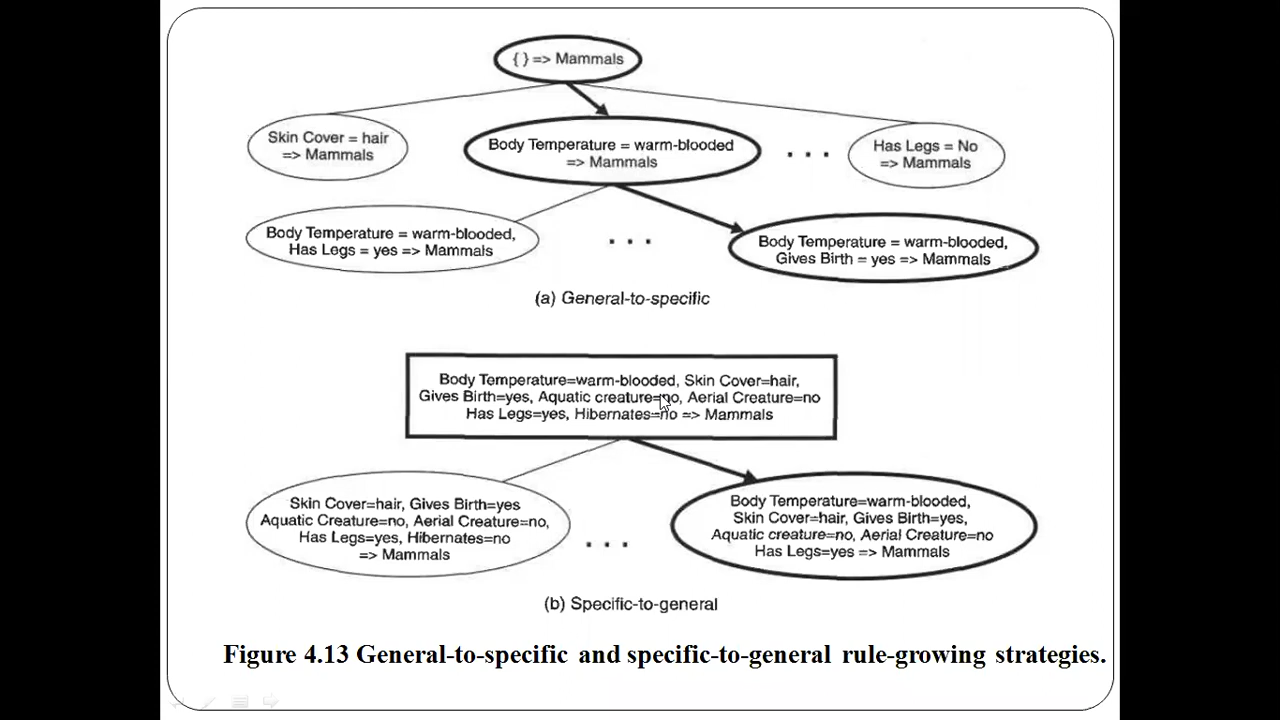 { } => Mammals
Skin Cover = hair
=> Mammals
Body Temperature = warm-blooded
=> Mammals
. . .
Has Legs = No
=> Mammals
Body Temperature = warm-blooded,
Has Legs = yes => Mammals
. . .
Body Temperature = warm-blooded,
Gives Birth = yes => Mammals
(a) General-to-specific
Body Temperature=warm-blooded, Skin Cover=hair,
Gives Birth=yes, Aquatic creature=no, Aerial Creature=no
Has Legs=yes, Hibernates=no => Mammals
Skin Cover=hair, Gives Birth=yes
Aquatic Creature=no, Aerial Creature=no,
Has Legs=yes, Hibernates=no
=> Mammals
. . .
Body Temperature=warm-blooded,
Skin Cover=hair, Gives Birth=yes,
Aquatic creature=no, Aerial Creature=no
Has Legs=yes => Mammals
(b) Specific-to-general
Figure 4.13 General-to-specific and specific-to-general rule-growing strategies.